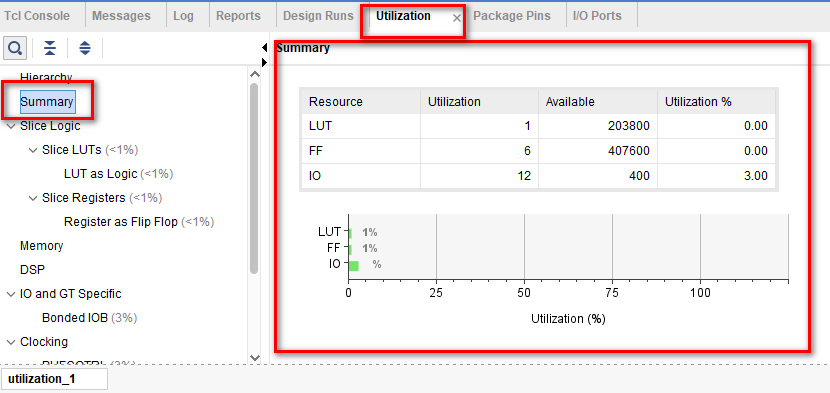 Tcl Console Messages Log Reports Design Runs Utilization × Package Pins I/O Ports
Summary
Hierarchy
Summary
Slice Logic
Slice LUTs (<1%)
LUT as Logic (<1%)
Slice Registers (<1%)
Register as Flip Flop (<1%)
Memory
DSP
IO and GT Specific
Bonded IOB (3%)
Clocking
Resource Utilization Available Utilization %
LUT 1 203800 0.00
FF 6 407600 0.00
IO 12 400 3.00
LUT 1%
FF 1%
IO %
0 25 50 75 100
Utilization (%)
utilization_1